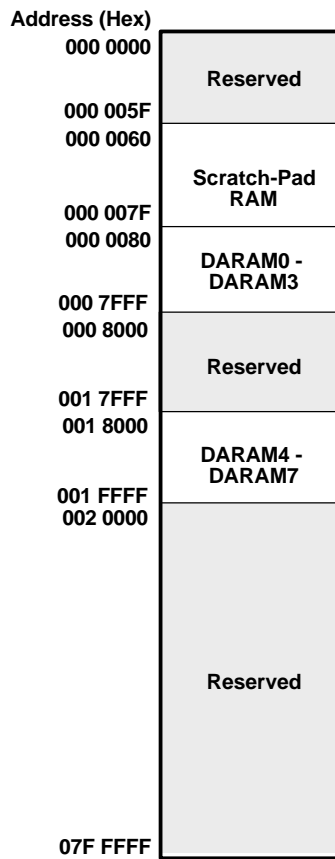 Address (Hex)
000 0000
Reserved
000 005F
000 0060
Scratch-Pad
RAM
000 007F
000 0080
DARAM0 -
DARAM3
000 7FFF
000 8000
Reserved
001 7FFF
001 8000
DARAM4 -
DARAM7
001 FFFF
002 0000
Reserved
07F FFFF